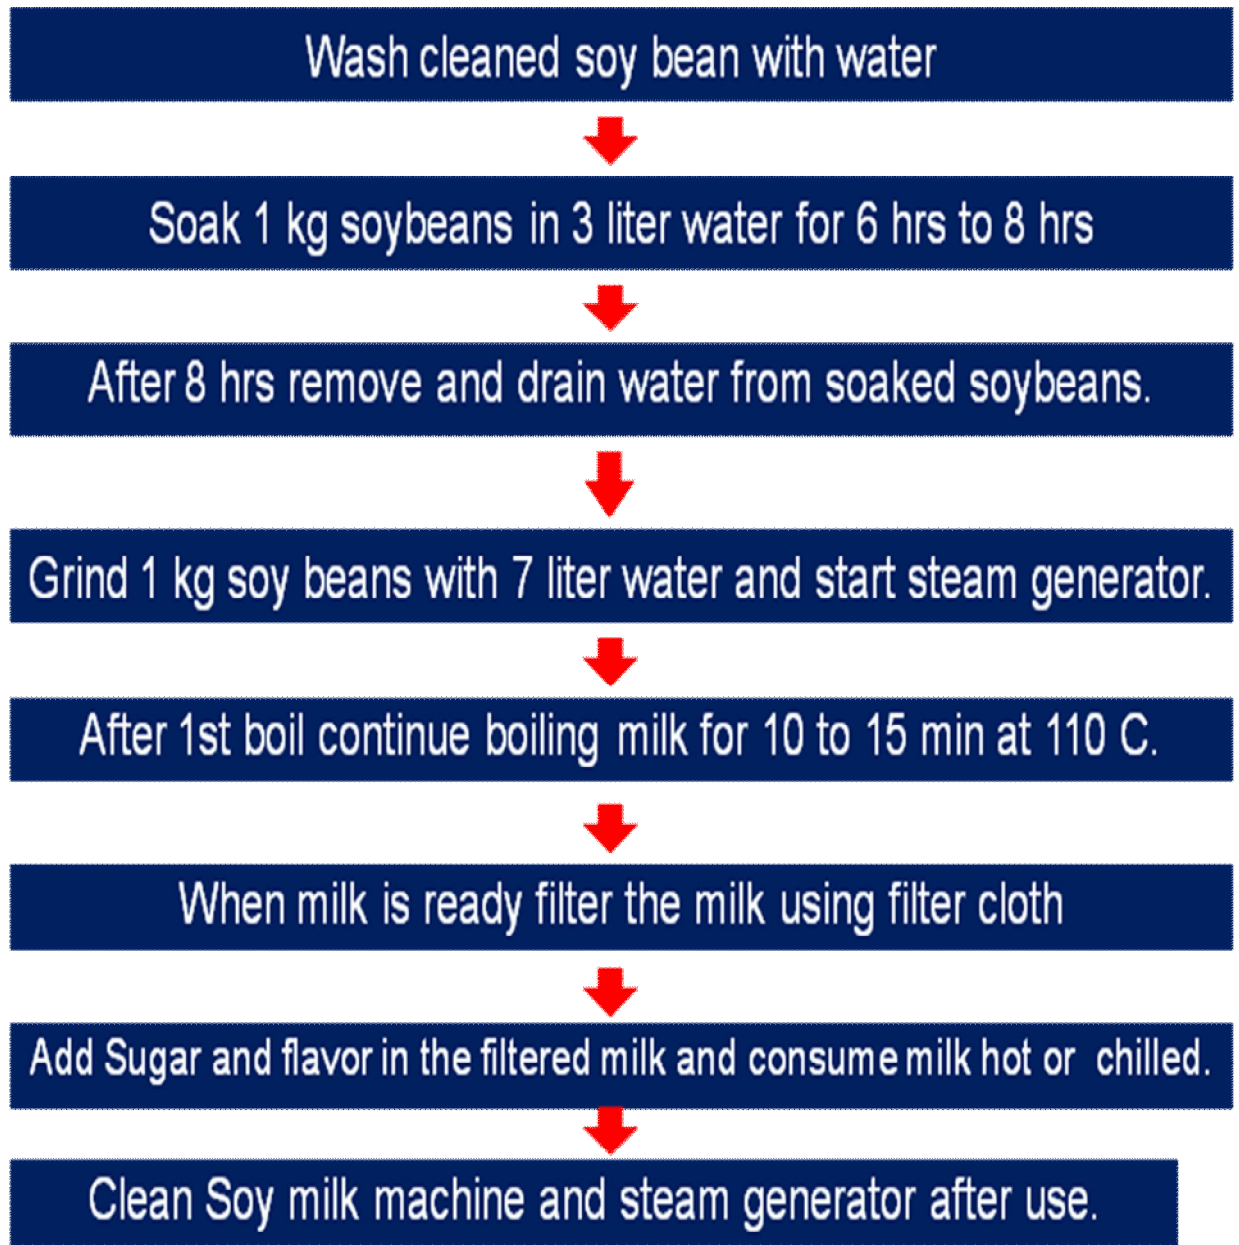 Wash cleaned soy bean with water
Soak 1 kg soybeans in 3 liter water for 6 hrs to 8 hrs
After 8 hrs remove and drain water from soaked soybeans.
Grind 1 kg soy beans with 7 liter water and start steam generator.
After 1st boil continue boiling milk for 10 to 15 min at 110 C.
When milk is ready filter the milk using filter cloth
Add Sugar and flavor in the filtered milk and consume milk hot or chilled.
Clean Soy milk machine and steam generator after use.